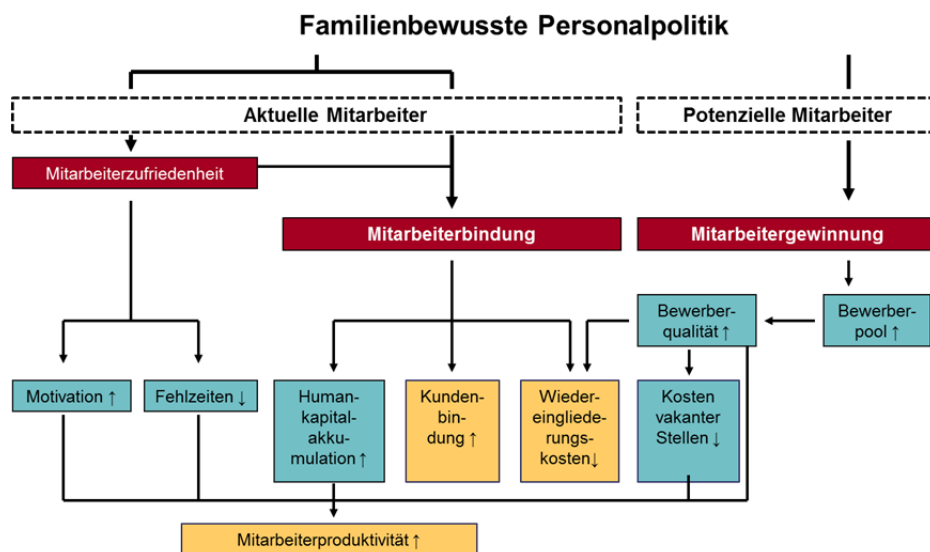 Familienbewusste Personalpolitik
Aktuelle Mitarbeiter
Potenzielle Mitarbeiter
Mitarbeiterzufriedenheit
Mitarbeiterbindung
Mitarbeitergewinnung
Bewerber-
qualität ↑
Bewerber-
pool ↑
Motivation ↑
Fehlzeiten ↓
Human-
kapital-
akku-
mulation ↑
Kunden-
bin-
dung ↑
Wieder-
eingliede-
rungs-
kosten↓
Kosten
vakanter
Stellen ↓
Mitarbeiterproduktivität ↑